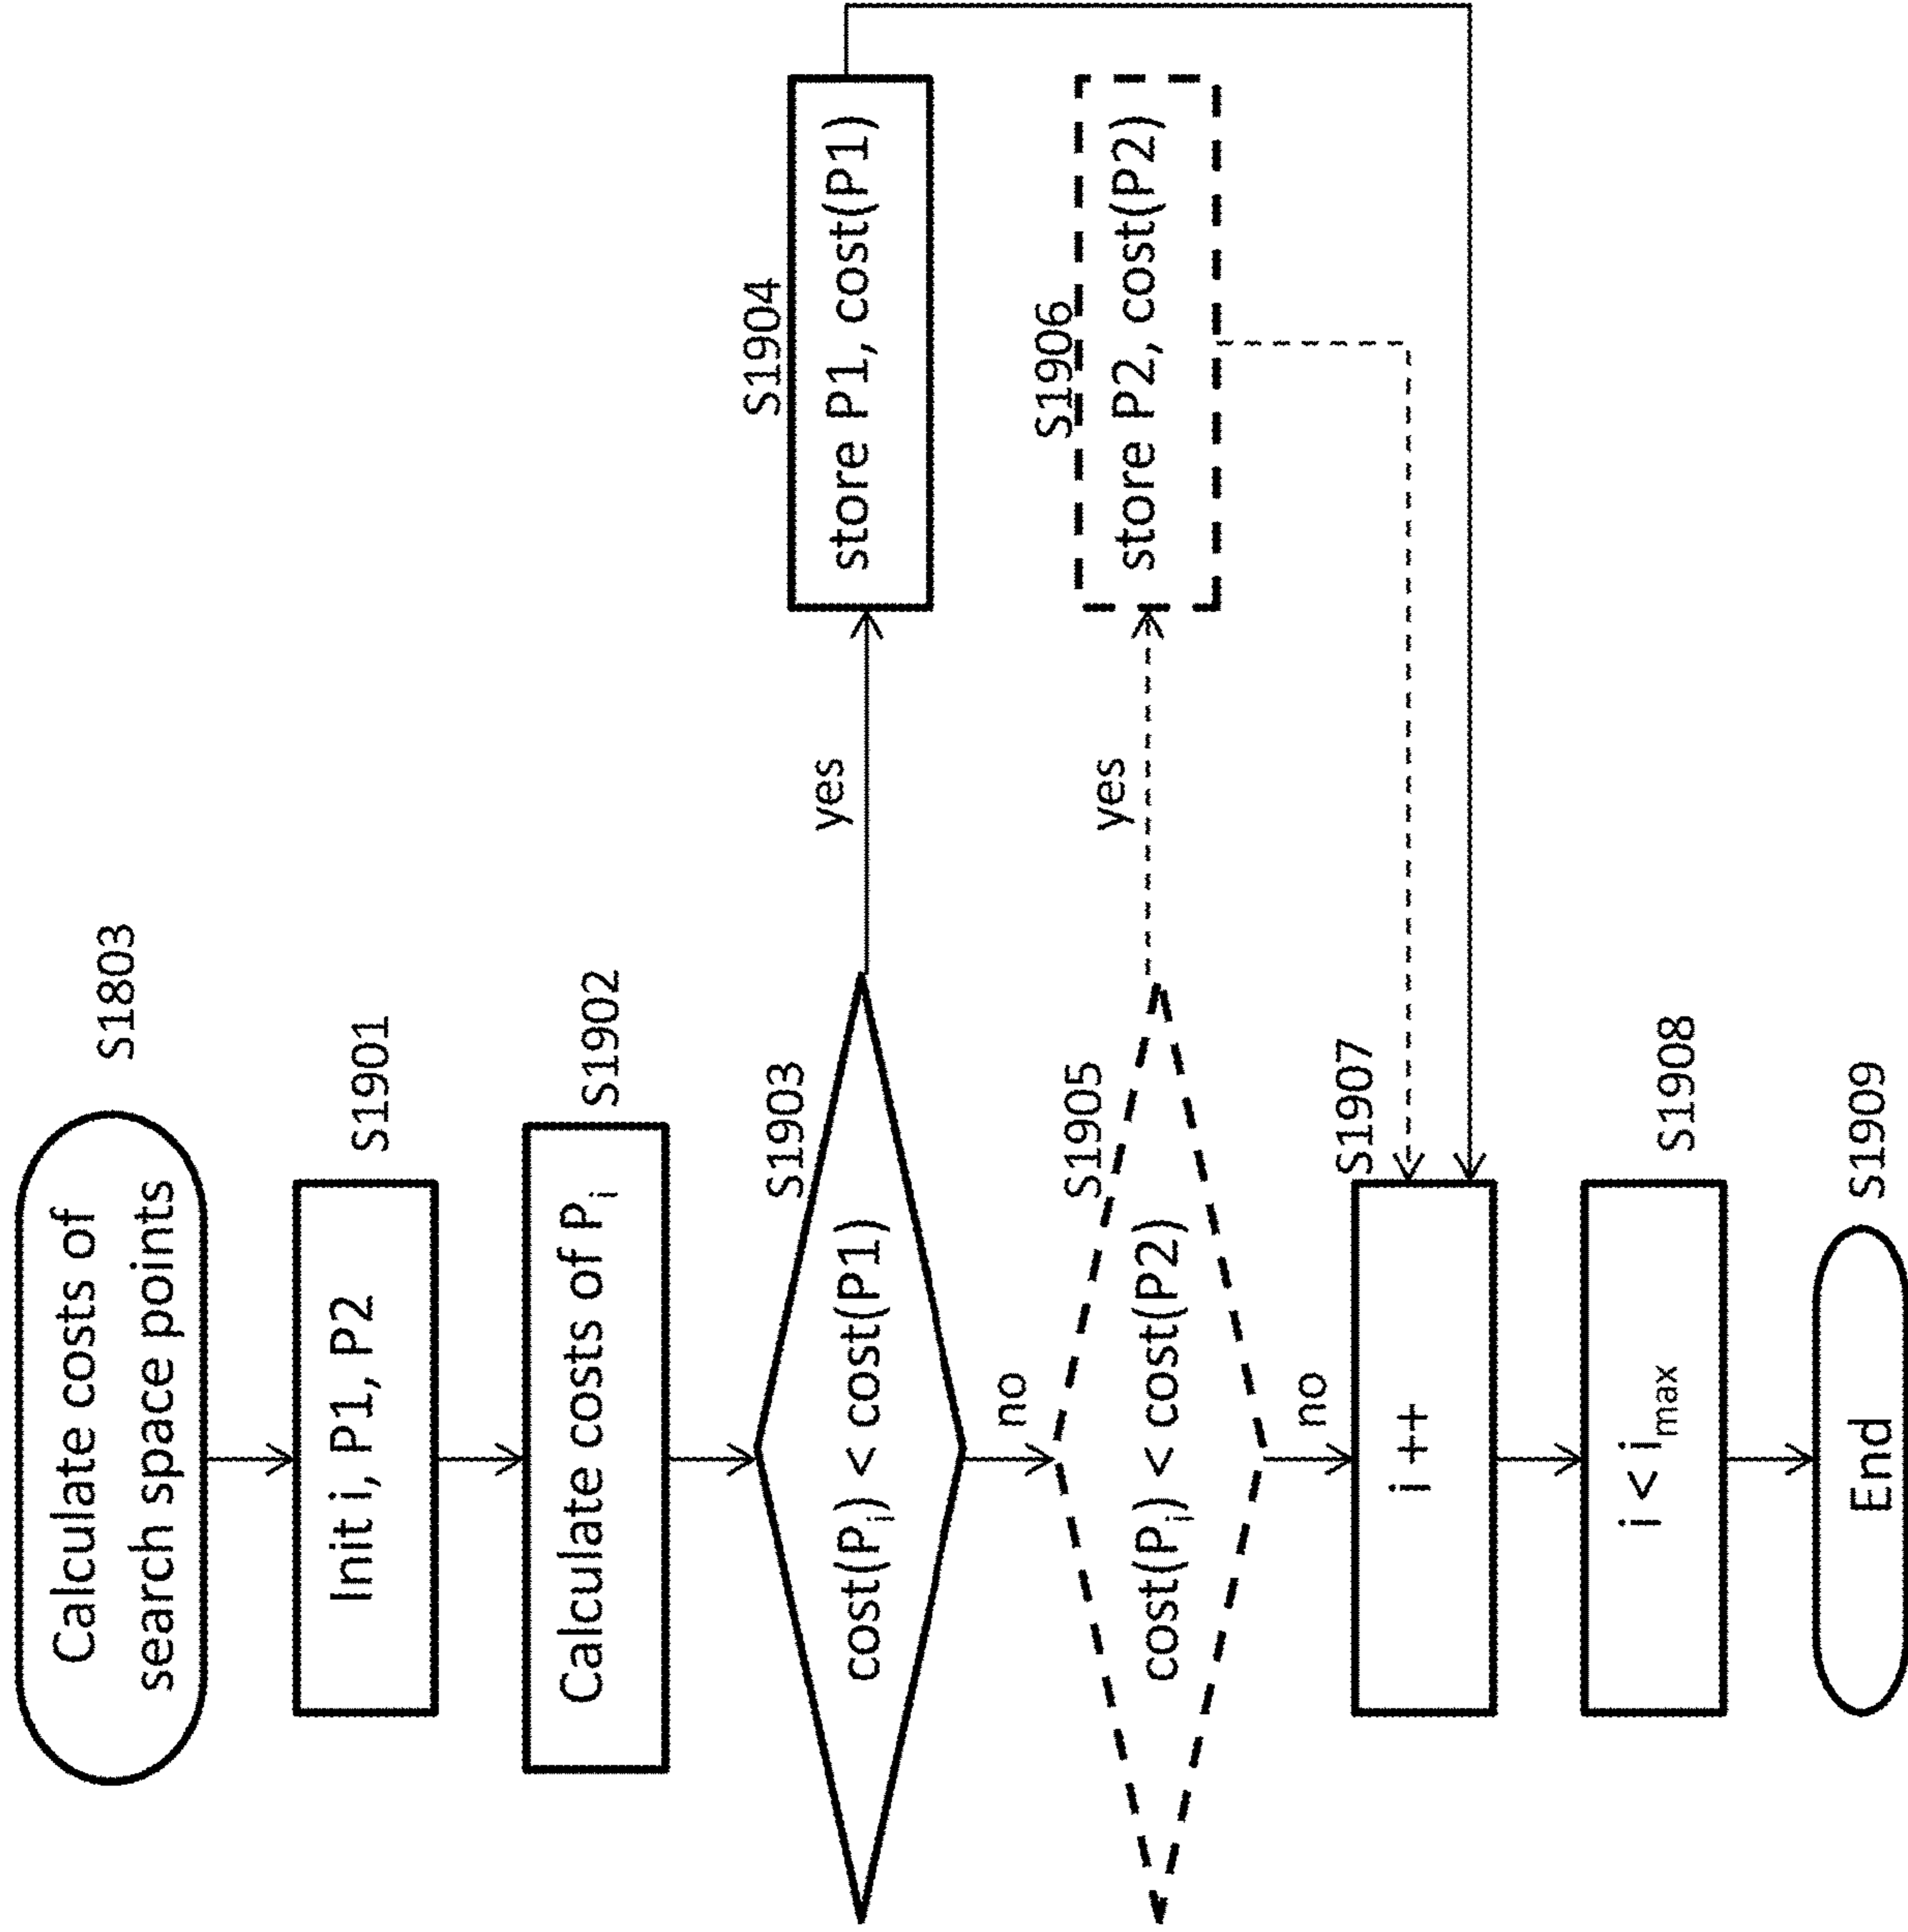 Calculate costs of
search space points
S1803
Init i, P1, P2
S1901
Calculate costs of Pi
S1902
S1903
cost(Pi) < cost(P1)
yes
S1904
store P1, cost(P1)
no
S1905
cost(Pi) < cost(P2)
yes
S1906
store P2, cost(P2)
no
S1907
i ++
S1908
i < imax
S1909
End